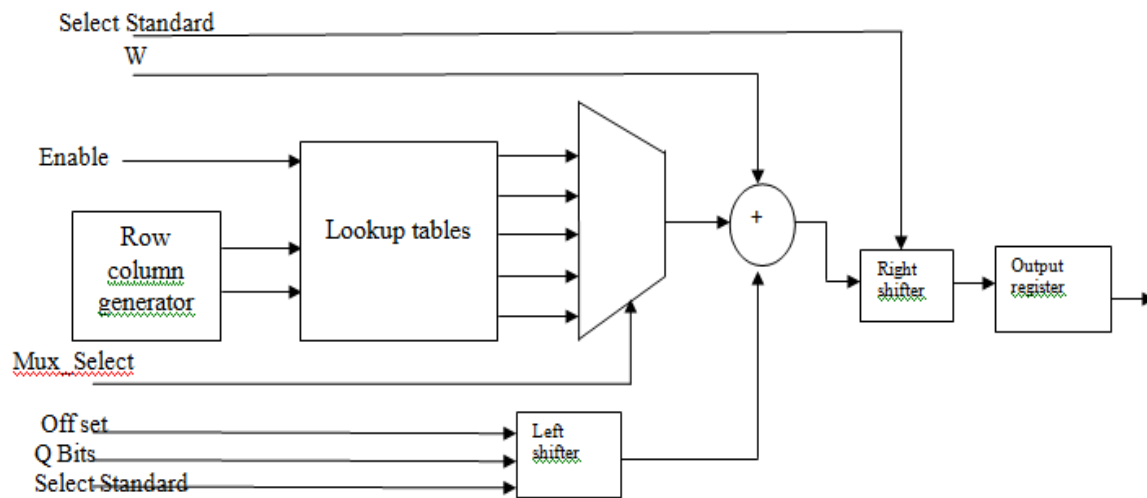 Select Standard
W
Enable
Row
column
generator
Lookup tables
+
Right
shifter
Output
register
Mux_Select
Off set
Q Bits
Select Standard
Left
shifter